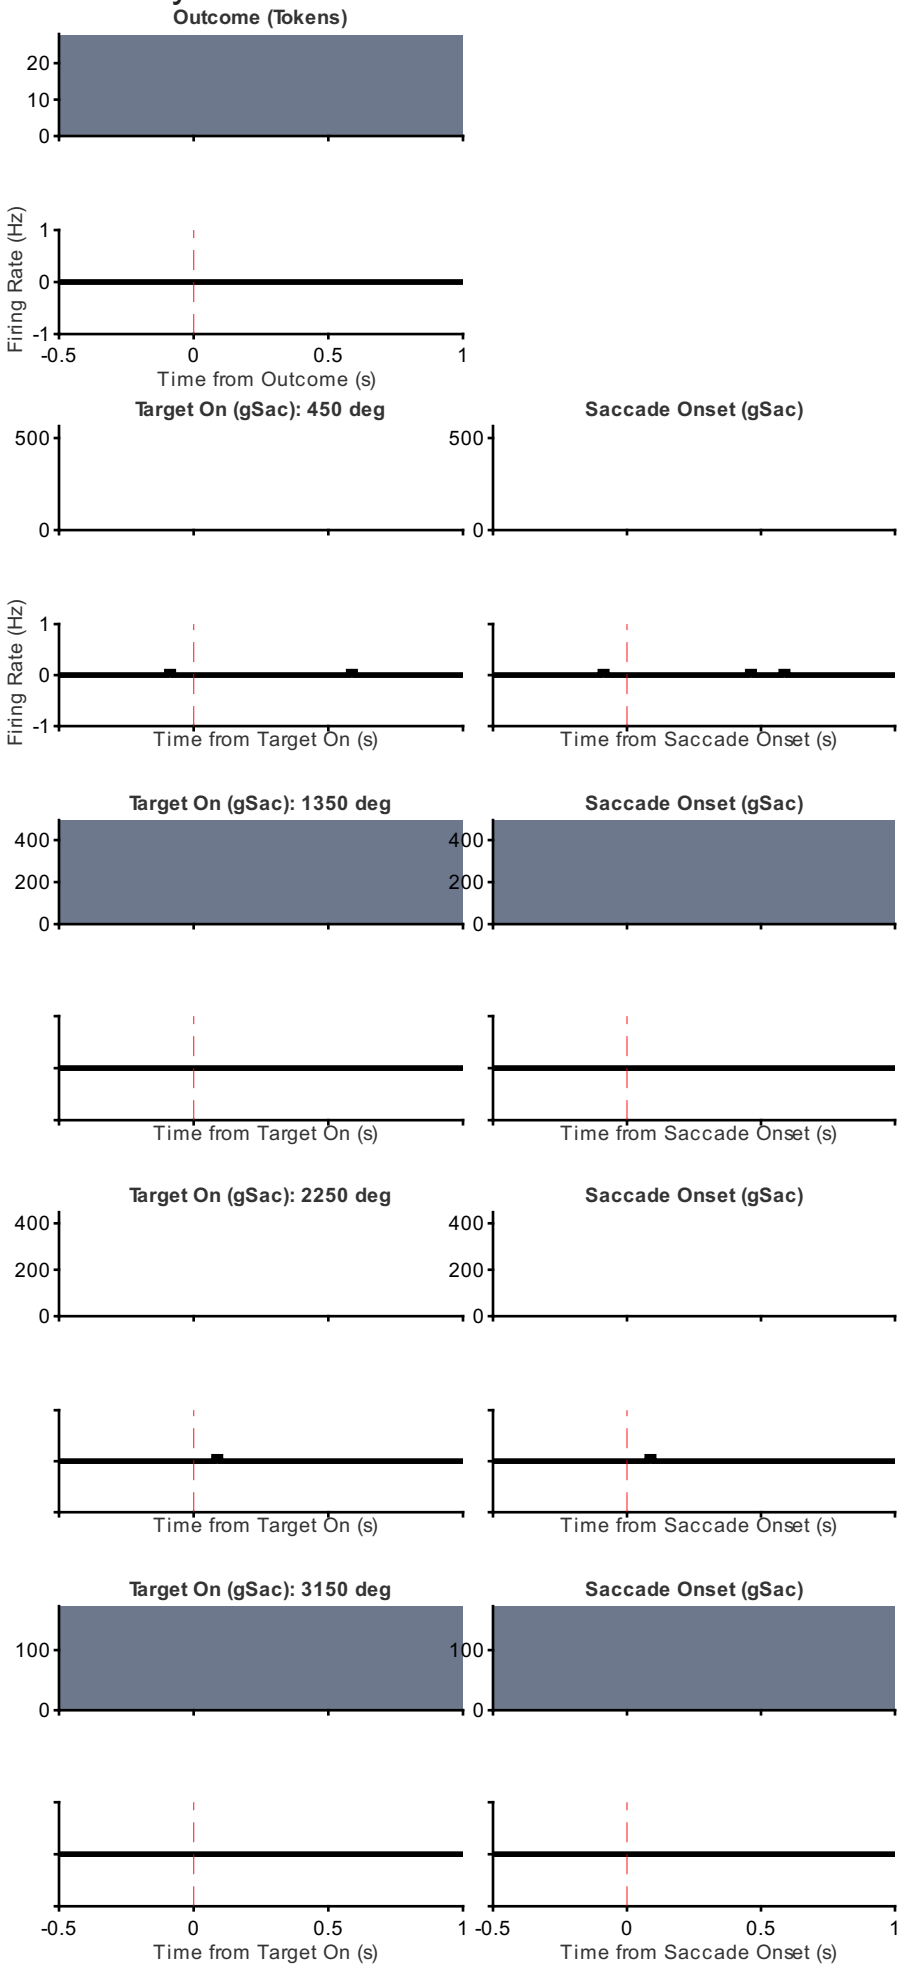 Outcome (Tokens)
20
10
0
Firing Rate (Hz)
1
0
-1
-0.5 0 0.5 1
Time from Outcome (s)
Target On (gSac): 450 deg Saccade Onset (gSac)
500 500
0 0
Firing Rate (Hz)
1
0
-1
Time from Target On (s) Time from Saccade Onset (s)
Target On (gSac): 1350 deg Saccade Onset (gSac)
400 400
200 200
0 0
Time from Target On (s) Time from Saccade Onset (s)
Target On (gSac): 2250 deg Saccade Onset (gSac)
400 400
200 200
0 0
Time from Target On (s) Time from Saccade Onset (s)
Target On (gSac): 3150 deg Saccade Onset (gSac)
100 100
0 0
-0.5 0 0.5 1 -0.5 0 0.5 1
Time from Target On (s) Time from Saccade Onset (s)